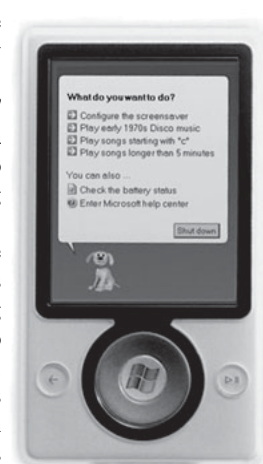 What do you want to do?
Configure the screensaver
Play early 1970s Disco music
Play songs starting with "c"
Play songs longer than 5 minutes
You can also ...
Check the battery status
Enter Microsoft help center
Shut down